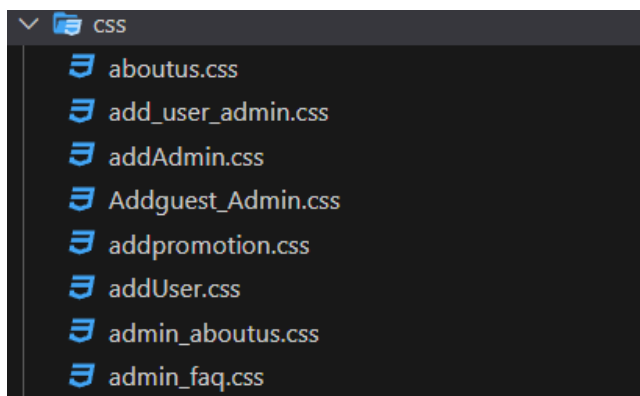 css
aboutus.css
add_user_admin.css
addAdmin.css
Addguest_Admin.css
addpromotion.css
addUser.css
admin_aboutus.css
admin_faq.css